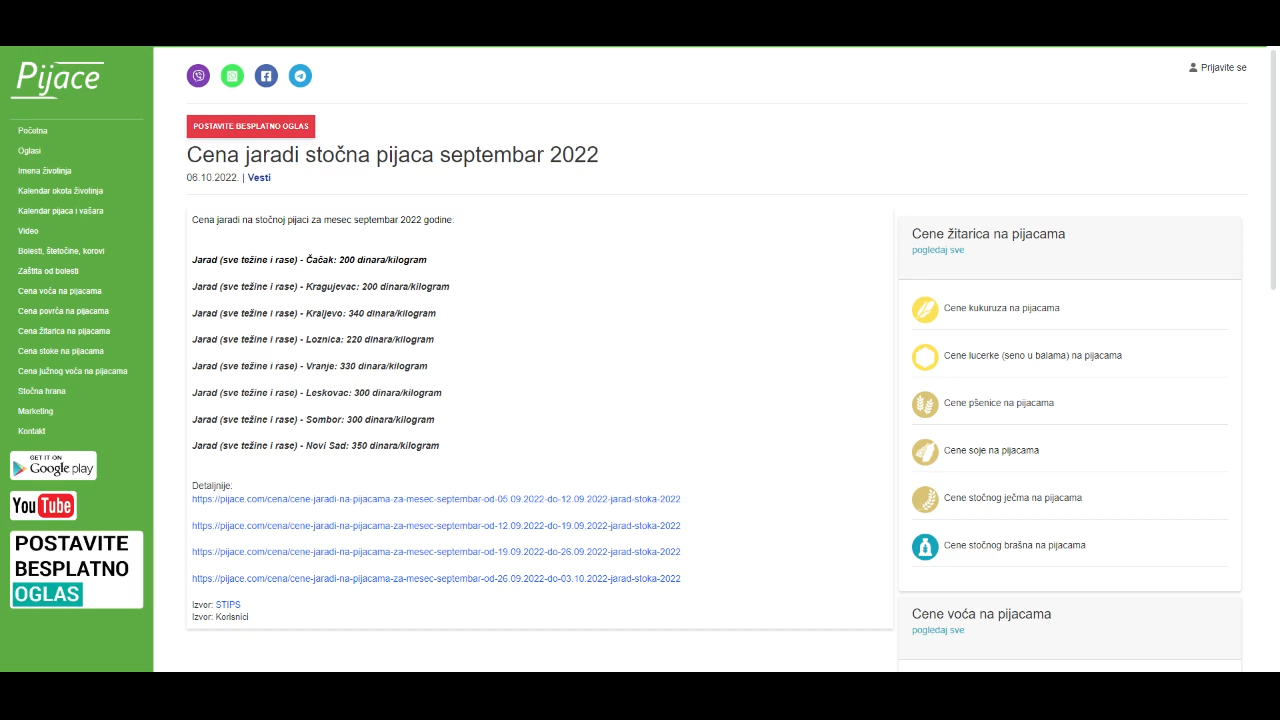 Pijace
Početna
Oglasi
Imena životinja
Kalendar okota životinja
Kalendar pijaca i vašara
Video
Bolesti, štetočine, korovi
Zaštita od bolesti
Cena voća na pijacama
Cena povrća na pijacama
Cena žitarica na pijacama
Cena stoke na pijacama
Cena južnog voća na pijacama
Stočna hrana
Marketing
Kontakt
GET IT ON
Google play
YouTube
POSTAVITE
BESPLATNO
OGLAS
Prijavite se
POSTAVITE BESPLATNO OGLAS
Cena jaradi stočna pijaca septembar 2022
06.10.2022. | Vesti
Cena jaradi na stočnoj pijaci za mesec septembar 2022 godine:
Jarad (sve težine i rase) - Čačak: 200 dinara/kilogram
Jarad (sve težine i rase) - Kragujevac: 200 dinara/kilogram
Jarad (sve težine i rase) - Kraljevo: 340 dinara/kilogram
Jarad (sve težine i rase) - Loznica: 220 dinara/kilogram
Jarad (sve težine i rase) - Vranje: 330 dinara/kilogram
Jarad (sve težine i rase) - Leskovac: 300 dinara/kilogram
Jarad (sve težine i rase) - Sombor: 300 dinara/kilogram
Jarad (sve težine i rase) - Novi Sad: 350 dinara/kilogram
Detaljnije:
https://pijace.com/cena/cene-jaradi-na-pijacama-za-mesec-septembar-od-05.09.2022-do-12.09.2022-jarad-stoka-2022
https://pijace.com/cena/cene-jaradi-na-pijacama-za-mesec-septembar-od-12.09.2022-do-19.09.2022-jarad-stoka-2022
https://pijace.com/cena/cene-jaradi-na-pijacama-za-mesec-septembar-od-19.09.2022-do-26.09.2022-jarad-stoka-2022
https://pijace.com/cena/cene-jaradi-na-pijacama-za-mesec-septembar-od-26.09.2022-do-03.10.2022-jarad-stoka-2022
Izvor: STIPS
Izvor: Korisnici
Cene žitarica na pijacama
pogledaj sve
Cene kukuruza na pijacama
Cene lucerke (seno u balama) na pijacama
Cene pšenice na pijacama
Cene soje na pijacama
Cene stočnog ječma na pijacama
Cene stočnog brašna na pijacama
Cene voća na pijacama
pogledaj sve